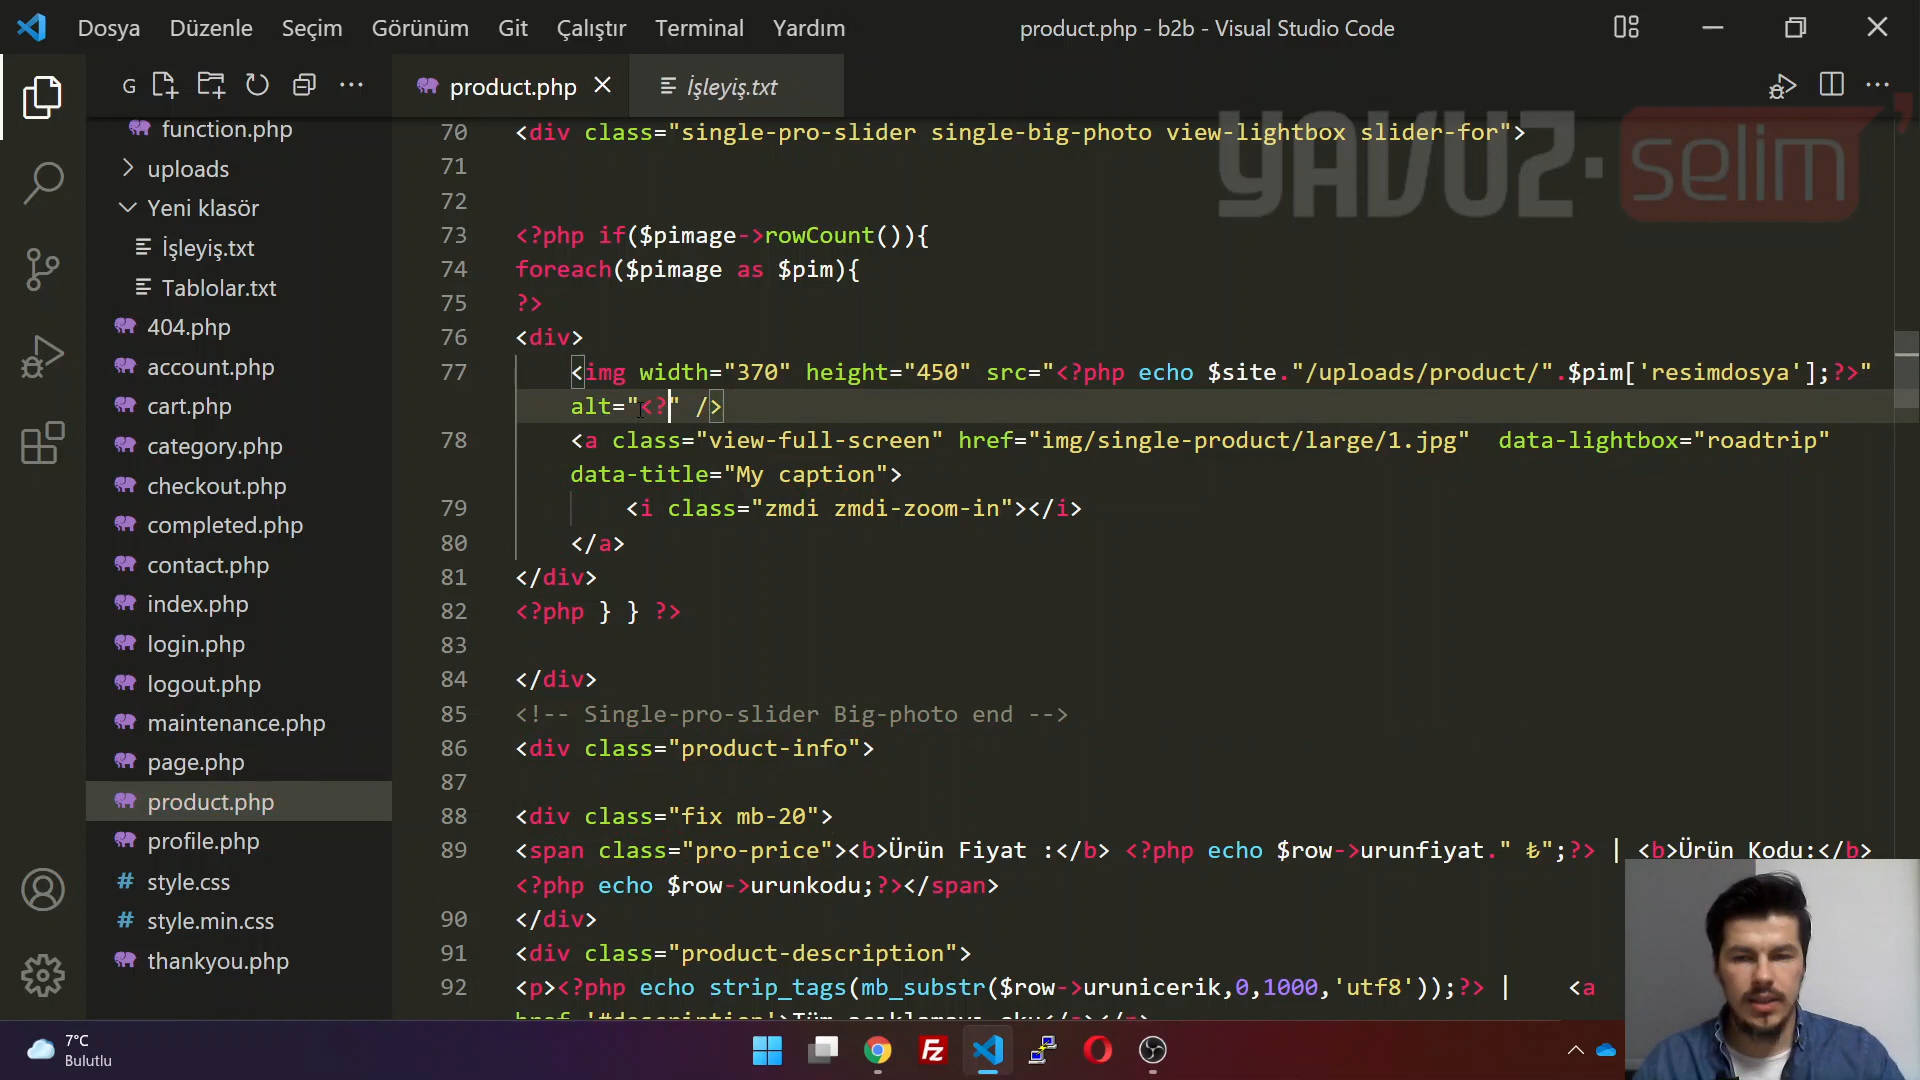 Dosya Düzenle Seçim Görünüm Git Çalıştır Terminal Yardım product.php - b2b - Visual Studio Code
G product.php İşleyiş.txt
YAVUZ selim
function.php
uploads
Yeni klasör
İşleyiş.txt
Tablolar.txt
404.php
account.php
cart.php
category.php
checkout.php
completed.php
contact.php
index.php
login.php
logout.php
maintenance.php
page.php
product.php
profile.php
style.css
style.min.css
thankyou.php
70 <div class="single-pro-slider single-big-photo view-lightbox slider-for">
71
72
73 <?php if($pimage->rowCount()){
74 foreach($pimage as $pim){
75 ?>
76 <div>
77 <img width="370" height="450" src="<?php echo $site."/uploads/product/".$pim['resimdosya'];?>"
alt="<?" />
78 <a class="view-full-screen" href="img/single-product/large/1.jpg" data-lightbox="roadtrip"
data-title="My caption">
79 <i class="zmdi zmdi-zoom-in"></i>
80 </a>
81 </div>
82 <?php } } ?>
83
84 </div>
85 <!-- Single-pro-slider Big-photo end -->
86 <div class="product-info">
87
88 <div class="fix mb-20">
89 <span class="pro-price"><b>Ürün Fiyat :</b> <?php echo $row->urunfiyat." ₺";?> | <b>Ürün Kodu:</b>
<?php echo $row->urunkodu;?></span>
90 </div>
91 <div class="product-description">
92 <p><?php echo strip_tags(mb_substr($row->urunicerik,0,1000,'utf8'));?> | <a
7°C
Bulutlu